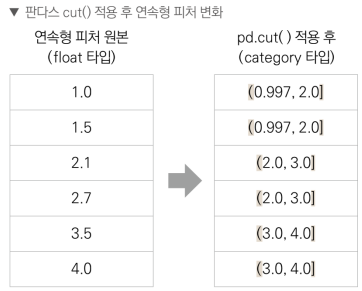 ▼ 판다스 cut() 적용 후 연속형 피처 변화
연속형 피처 원본
(float 타입)
pd.cut( ) 적용 후
(category 타입)
1.0
(0.997, 2.0]
1.5
(0.997, 2.0]
2.1
(2.0, 3.0]
2.7
(2.0, 3.0]
3.5
(3.0, 4.0]
4.0
(3.0, 4.0]